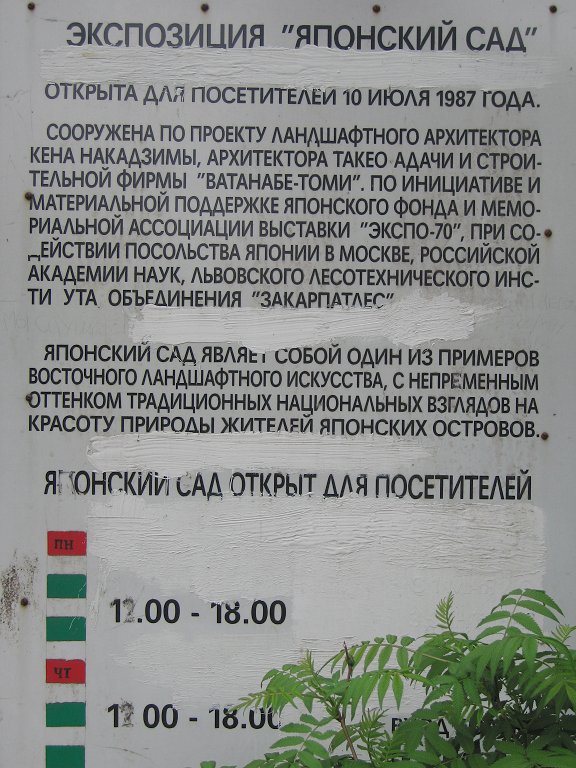 ЭКСПОЗИЦИЯ "ЯПОНСКИЙ САД"
ОТКРЫТА ДЛЯ ПОСЕТИТЕЛЕЙ 10 ИЮЛЯ 1987 ГОДА.
СООРУЖЕНА ПО ПРОЕКТУ ЛАНДШАФТНОГО АРХИТЕКТОРА
КЕНА НАКАДЗИМЫ, АРХИТЕКТОРА ТАКЕО АДАЧИ И СТРОИ-
ТЕЛЬНОЙ ФИРМЫ "ВАТАНАБЕ-ТОМИ". ПО ИНИЦИАТИВЕ И
МАТЕРИАЛЬНОЙ ПОДДЕРЖКЕ ЯПОНСКОГО ФОНДА И МЕМО-
РИАЛЬНОЙ АССОЦИАЦИИ ВЫСТАВКИ "ЭКСПО-70", ПРИ СО-
ДЕЙСТВИИ ПОСОЛЬСТВА ЯПОНИИ В МОСКВЕ, РОССИЙСКОЙ
АКАДЕМИИ НАУК, ЛЬВОВСКОГО ЛЕСОТЕХНИЧЕСКОГО ИНС-
ТИ УТА ОБЪЕДИНЕНИЯ "ЗАКАРПАТЛЕС"
ЯПОНСКИЙ САД ЯВЛЯЕТ СОБОЙ ОДИН ИЗ ПРИМЕРОВ
ВОСТОЧНОГО ЛАНДШАФТНОГО ИСКУССТВА, С НЕПРЕМЕННЫМ
ОТТЕНКОМ ТРАДИЦИОННЫХ НАЦИОНАЛЬНЫХ ВЗГЛЯДОВ НА
КРАСОТУ ПРИРОДЫ ЖИТЕЛЕЙ ЯПОНСКИХ ОСТРОВОВ.
ЯПОНСКИЙ САД ОТКРЫТ ДЛЯ ПОСЕТИТЕЛЕЙ
ПН
12.00 - 18.00
ЧТ
12 00 - 18.00